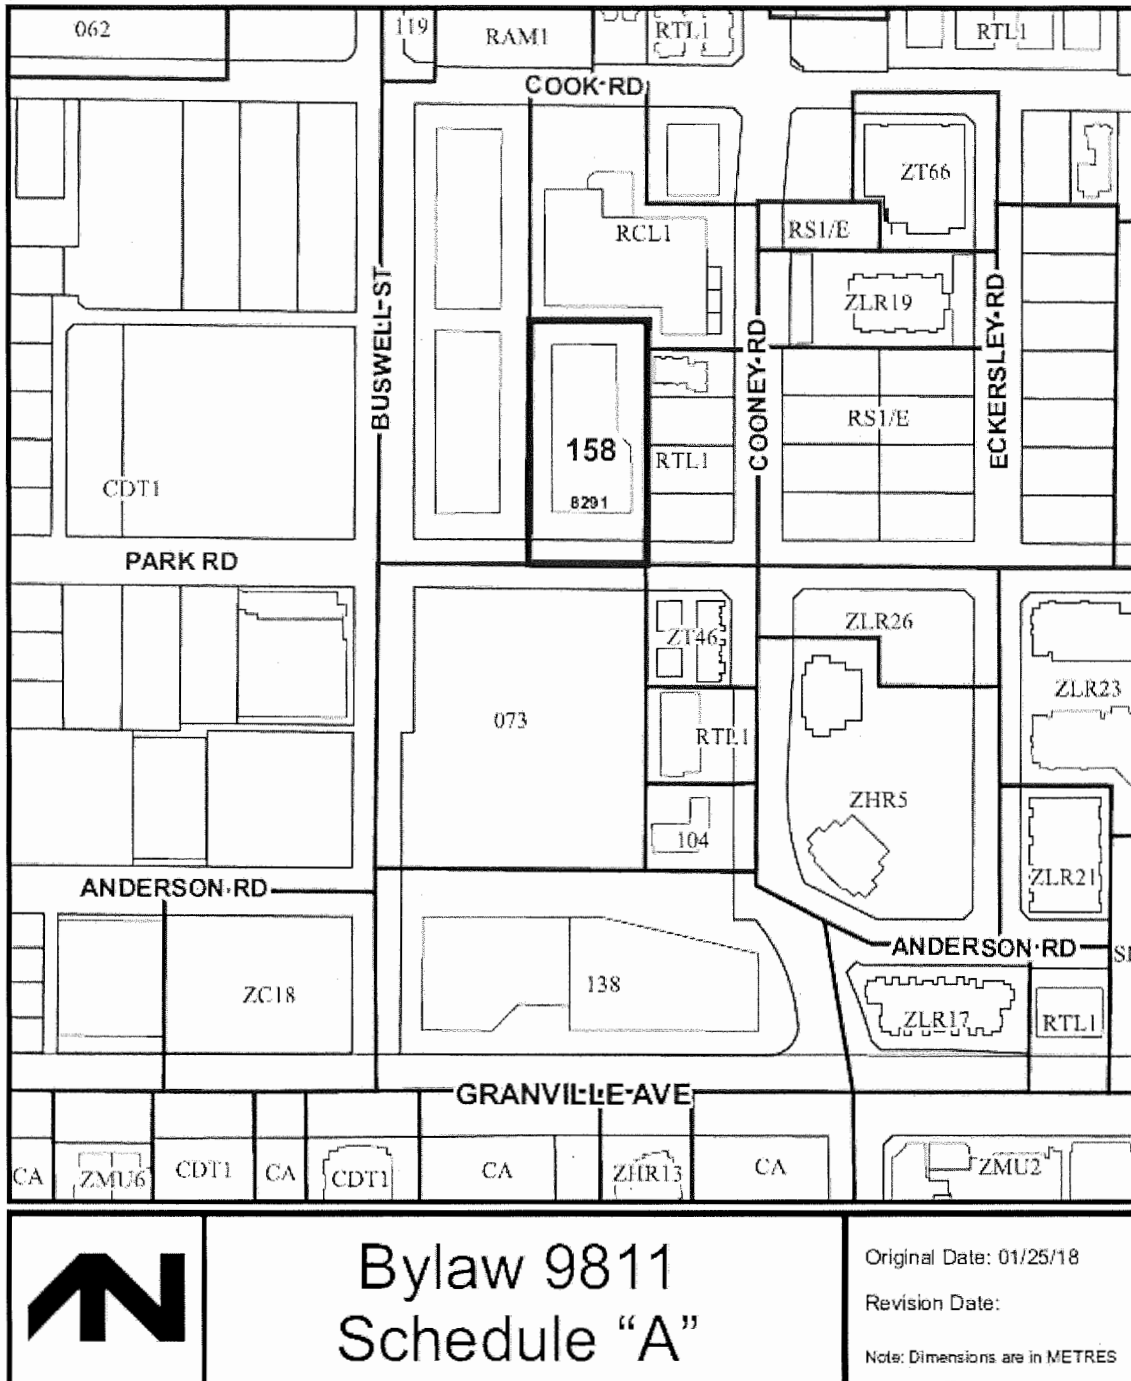 062
119
RAM1
RTL1
RTL1
COOK RD
ZT66
RCL1
RS1/E
BUSWELL ST
ZLR19
COONEY RD
ECKERSLEY RD
158
8291
RTL1
RS1/E
CDT1
PARK RD
ZT46
ZLR26
ZLR23
073
RTL1
ZHR5
104
ZLR21
ANDERSON RD
ANDERSON RD
ZC18
138
ZLR17
RTL1
GRANVILLE AVE
CA
ZMU6
CDT1
CA
CDT1
CA
ZHR13
CA
ZMU2
Bylaw 9811
Schedule “A”
Original Date: 01/25/18
Revision Date:
Note: Dimensions are in METRES